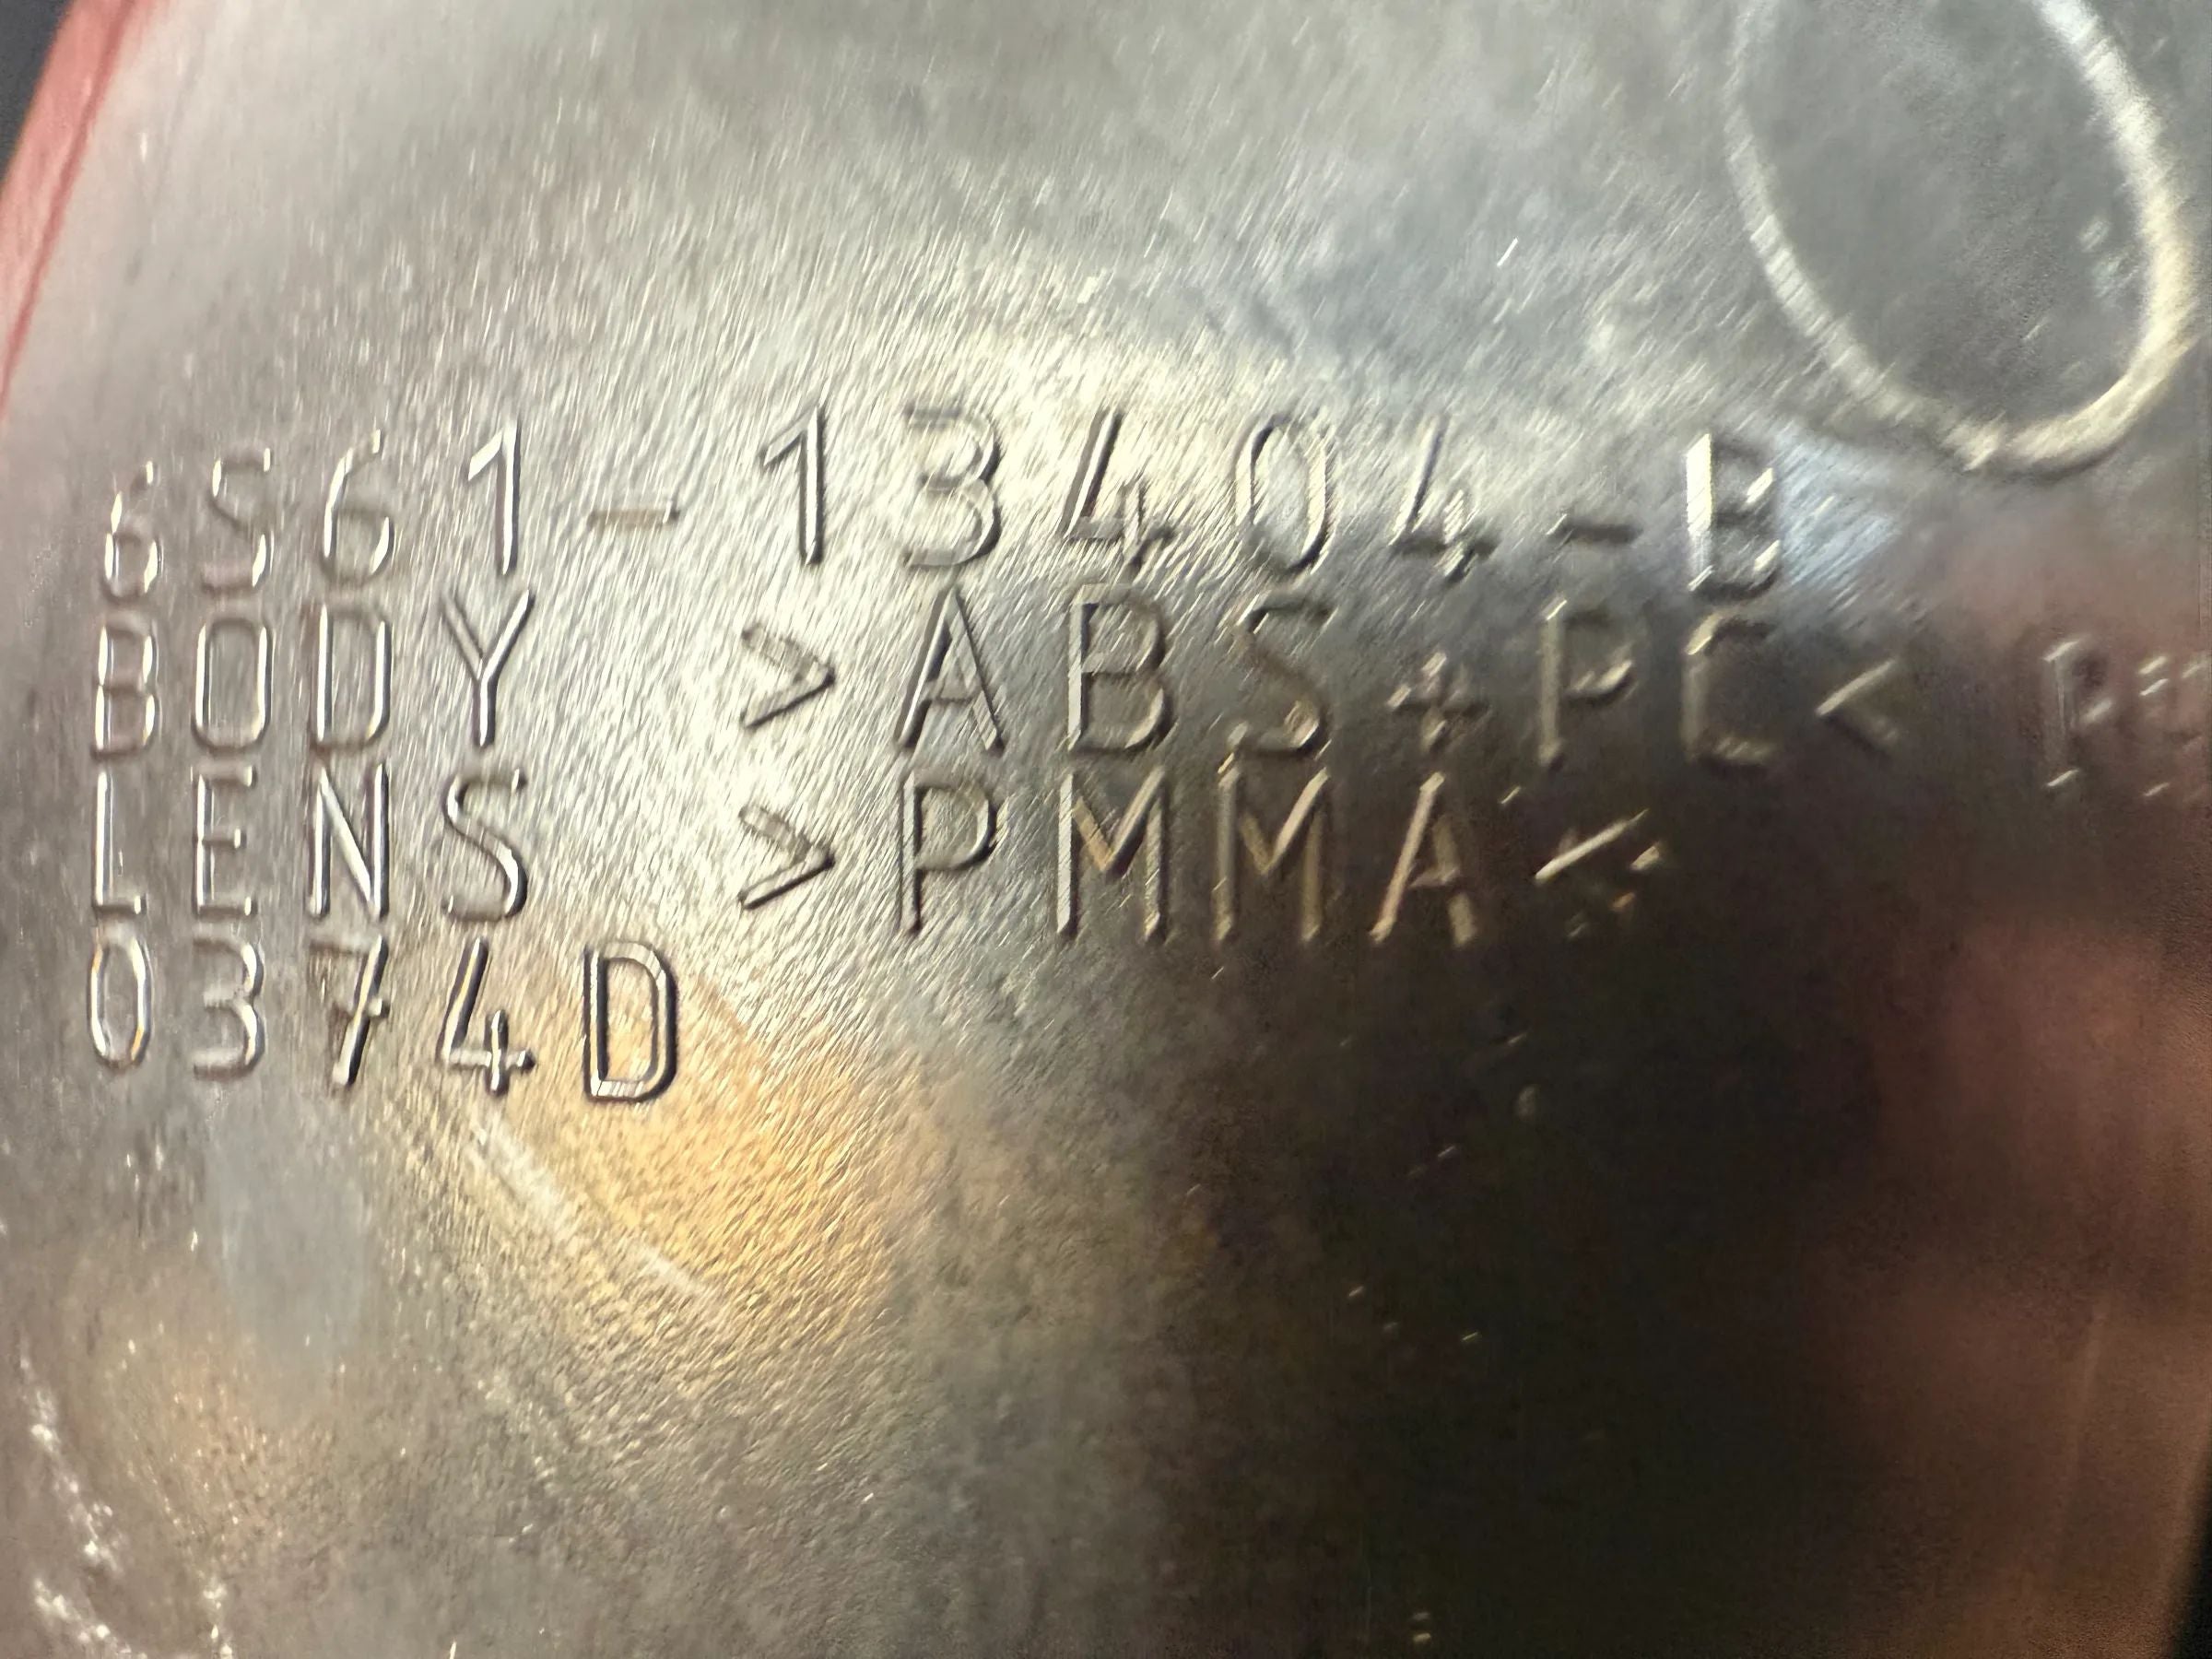 6S61-13404-B
BODY >ABS+PC<
LENS >PMMA<
0374D